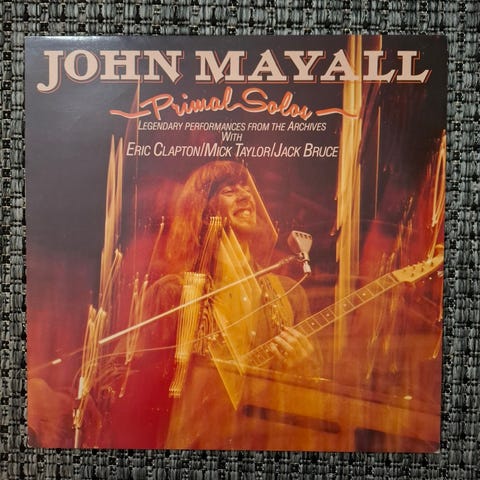 JOHN MAYALL
Primal Solos
LEGENDARY PERFORMANCES FROM THE ARCHIVES
WITH
ERIC CLAPTON/MICK TAYLOR/JACK BRUCE